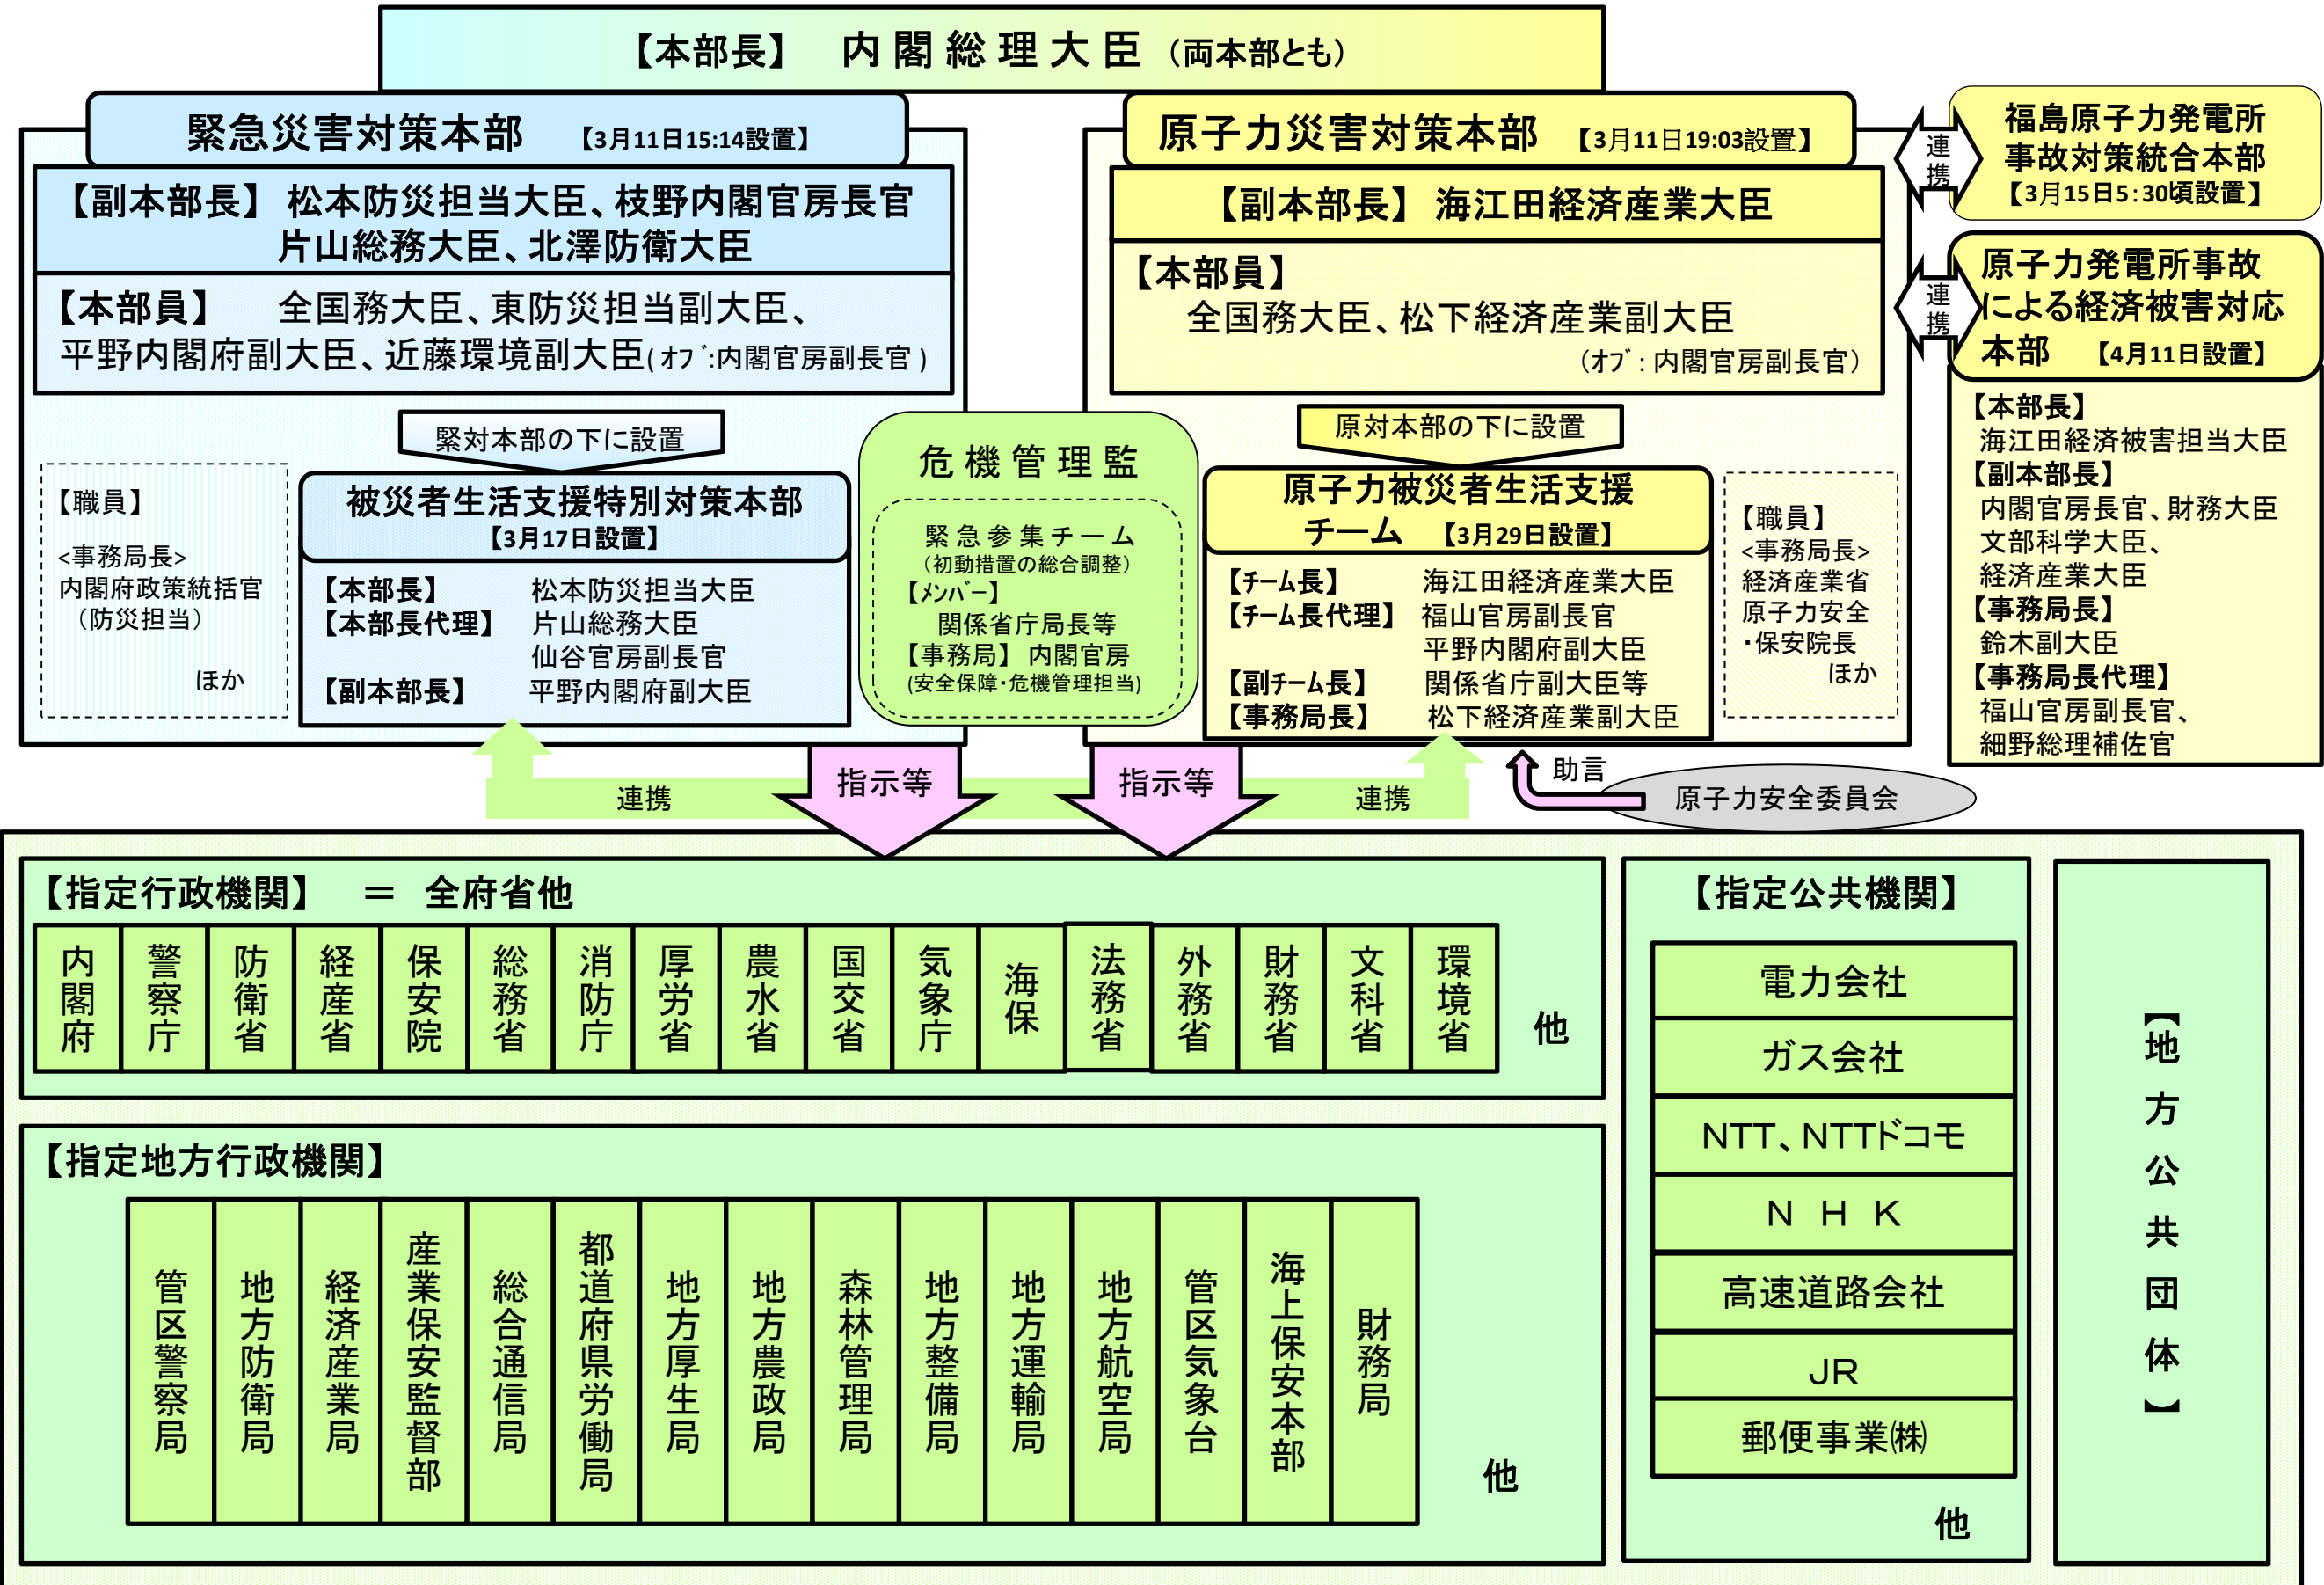 【本部長】　内 閣 総 理 大 臣 （両本部とも）
緊急災害対策本部　【3月11日15:14設置】
【副本部長】 松本防災担当大臣、枝野内閣官房長官
片山総務大臣、北澤防衛大臣
【本部員】　全国務大臣、東防災担当副大臣、
平野内閣府副大臣、近藤環境副大臣(ｵﾌﾞ:内閣官房副長官)
緊対本部の下に設置
【職員】
<事務局長>
内閣府政策統括官
（防災担当）
ほか
被災者生活支援特別対策本部
【3月17日設置】
【本部長】　松本防災担当大臣
【本部長代理】　片山総務大臣
仙谷官房副長官
【副本部長】　平野内閣府副大臣
危 機 管 理 監
緊 急 参 集 チ ー ム
（初動措置の総合調整）
【ﾒﾝﾊﾞｰ】
関係省庁局長等
【事務局】 内閣官房
(安全保障・危機管理担当)
原子力災害対策本部　【3月11日19:03設置】
【副本部長】 海江田経済産業大臣
【本部員】
全国務大臣、松下経済産業副大臣
（ｵﾌﾞ：内閣官房副長官）
原対本部の下に設置
原子力被災者生活支援
チーム　【3月29日設置】
【ﾁｰﾑ長】　海江田経済産業大臣
【ﾁｰﾑ長代理】　福山官房副長官
平野内閣府副大臣
【副ﾁｰﾑ長】　関係省庁副大臣等
【事務局長】　松下経済産業副大臣
【職員】
<事務局長>
経済産業省
原子力安全
・保安院長
ほか
連携
福島原子力発電所
事故対策統合本部
【3月15日5：30頃設置】
連携
原子力発電所事故
による経済被害対応
本部　【4月11日設置】
【本部長】
海江田経済被害担当大臣
【副本部長】
内閣官房長官、財務大臣
文部科学大臣、
経済産業大臣
【事務局長】
鈴木副大臣
【事務局長代理】
福山官房副長官、
細野総理補佐官
連携
指示等
指示等
連携
助言
原子力安全委員会
【指定行政機関】　＝　全府省他
内閣府
警察庁
防衛省
経産省
保安院
総務省
消防庁
厚労省
農水省
国交省
気象庁
海保
法務省
外務省
財務省
文科省
環境省
他
【指定地方行政機関】
管区警察局
地方防衛局
経済産業局
産業保安監督部
総合通信局
都道府県労働局
地方厚生局
地方農政局
森林管理局
地方整備局
地方運輸局
地方航空局
管区気象台
海上保安本部
財務局
他
【指定公共機関】
電力会社
ガス会社
NTT、NTTドコモ
Ｎ Ｈ Ｋ
高速道路会社
JR
郵便事業㈱
他
【地方公共団体】